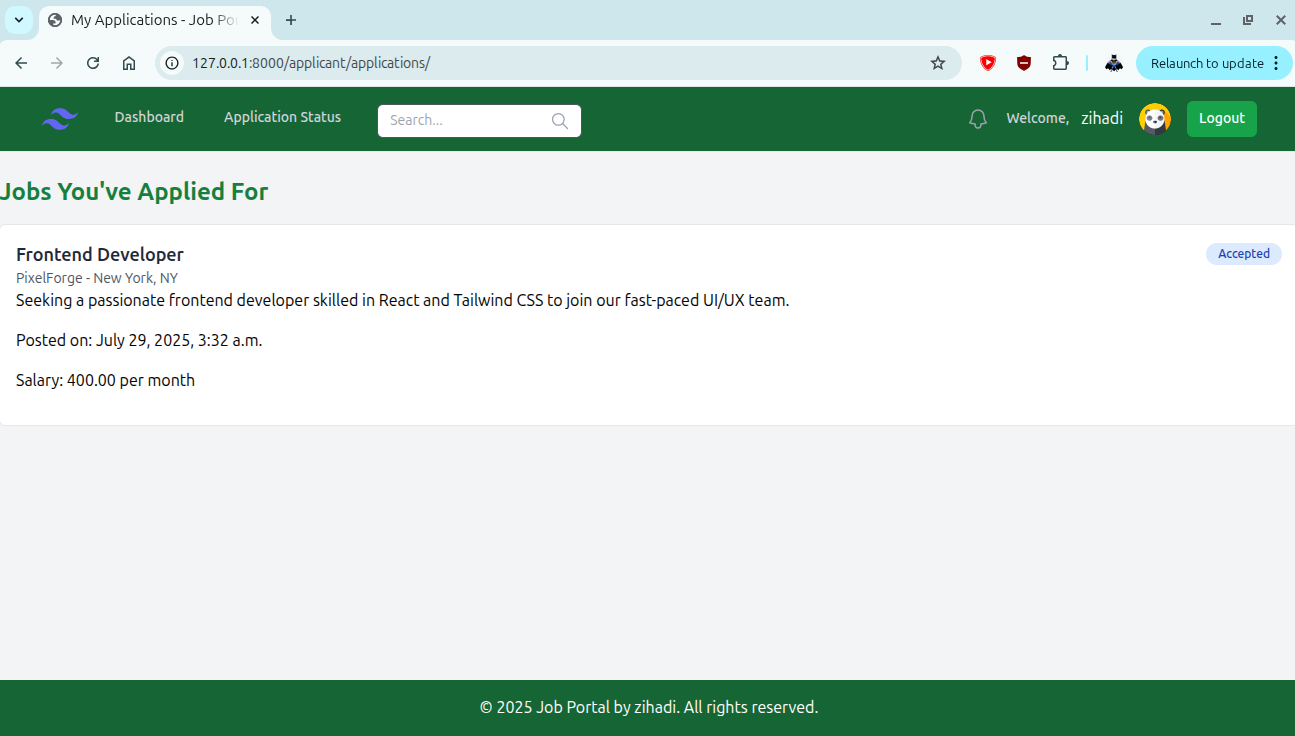 My Applications - Job Po
127.0.0.1:8000/applicant/applications/
Relaunch to update
Dashboard
Application Status
Search...
Welcome, zihadi
Logout
Jobs You've Applied For
Frontend Developer
Accepted
PixelForge - New York, NY
Seeking a passionate frontend developer skilled in React and Tailwind CSS to join our fast-paced UI/UX team.
Posted on: July 29, 2025, 3:32 a.m.
Salary: 400.00 per month
© 2025 Job Portal by zihadi. All rights reserved.